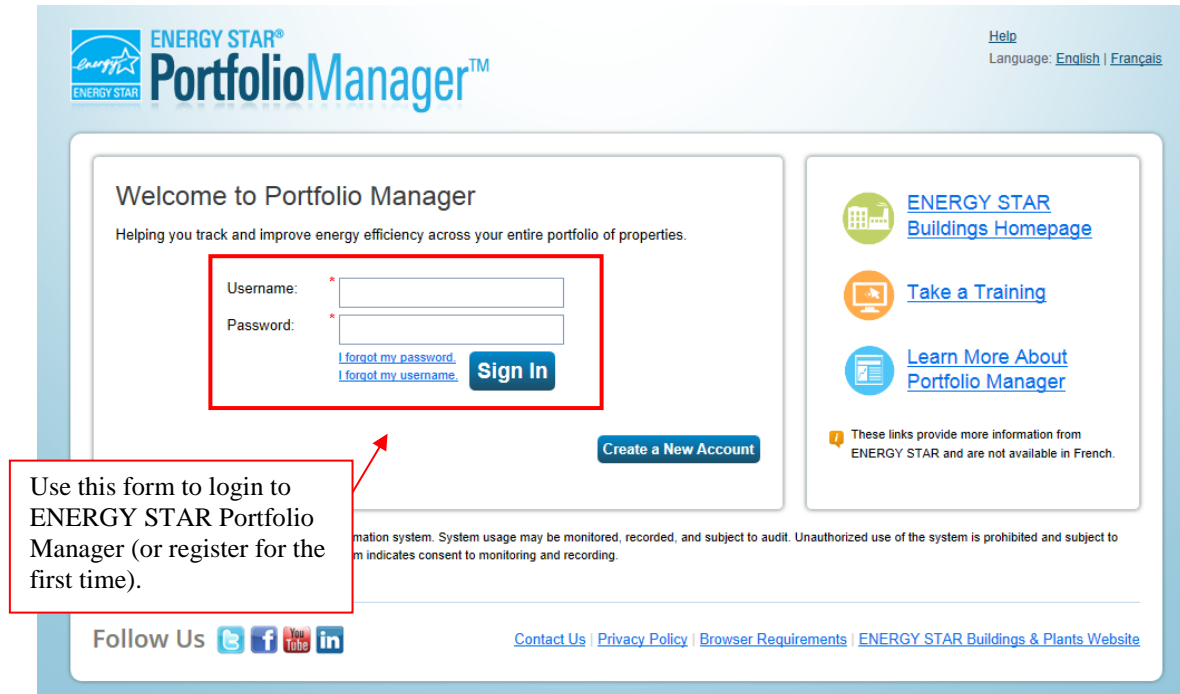 ENERGY STAR®
PortfolioManager™
energy
ENERGY STAR
Help
Language: English | Français
Welcome to Portfolio Manager
Helping you track and improve energy efficiency across your entire portfolio of properties.
Username: *
Password: *
I forgot my password.
I forgot my username.
Sign In
Create a New Account
ENERGY STAR
Buildings Homepage
Take a Training
Learn More About
Portfolio Manager
These links provide more information from
ENERGY STAR and are not available in French.
Use this form to login to
ENERGY STAR Portfolio
Manager (or register for the
first time).
mation system. System usage may be monitored, recorded, and subject to audit. Unauthorized use of the system is prohibited and subject to
m indicates consent to monitoring and recording.
Follow Us
You
Tube
in
Contact Us | Privacy Policy | Browser Requirements | ENERGY STAR Buildings & Plants Website